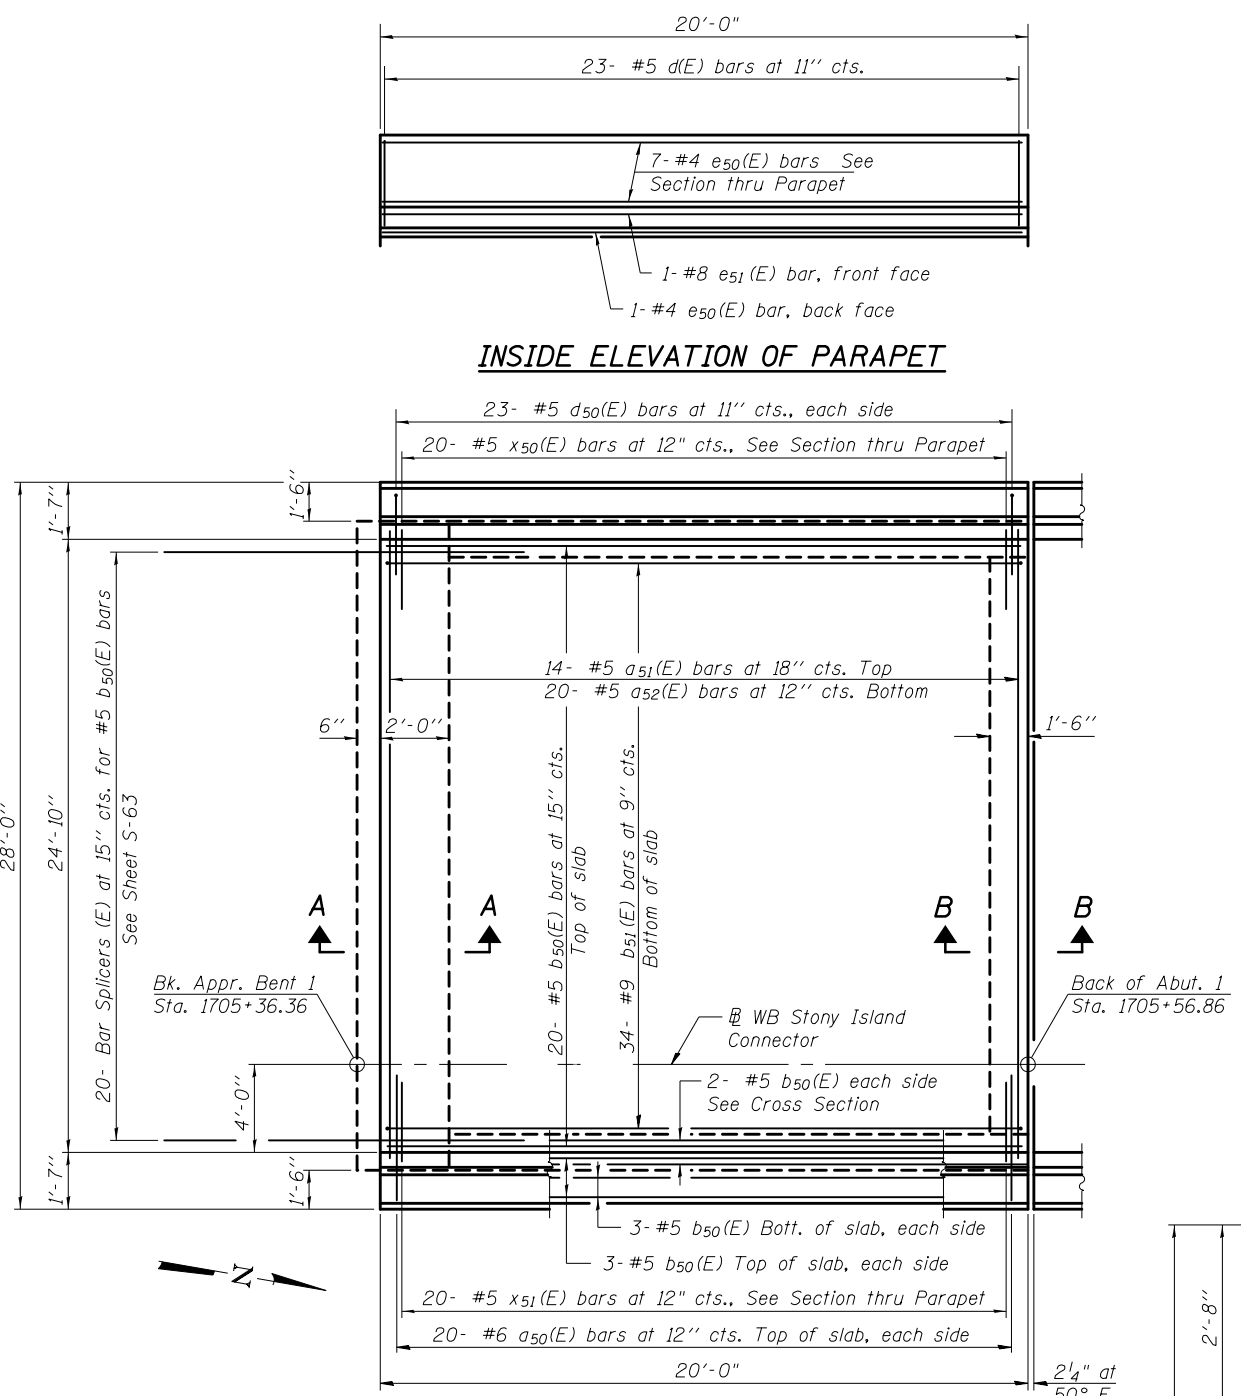 20'-0"
23- #5 d(E) bars at 11'' cts.
7- #4 e50(E) bars See
Section thru Parapet
1- #8 e51(E) bar, front face
1- #4 e50(E) bar, back face
INSIDE ELEVATION OF PARAPET
23- #5 d50(E) bars at 11'' cts., each side
20- #5 x50(E) bars at 12" cts., See Section thru Parapet
1'-7''
1'-6''
28'-0''
24'-10''
20- Bar Splicers (E) at 15'' cts. for #5 b50(E) bars
See Sheet S-63
14- #5 a51(E) bars at 18'' cts. Top
20- #5 a52(E) bars at 12'' cts. Bottom
6''
2'-0''
1'-6''
20- #5 b50(E) bars at 15'' cts.
Top of slab
34- #9 b51(E) bars at 9'' cts.
Bottom of slab
A
A
B
B
Bk. Appr. Bent 1
Sta. 1705+36.36
Back of Abut. 1
Sta. 1705+56.86
WB Stony Island
Connector
4'-0''
2- #5 b50(E) each side
See Cross Section
1'-7''
1'-6''
3- #5 b50(E) Bott. of slab, each side
3- #5 b50(E) Top of slab, each side
N
20- #5 x51(E) bars at 12" cts., See Section thru Parapet
20- #6 a50(E) bars at 12'' cts. Top of slab, each side
20'-0"
2 1/4" at
50° F
2'-8''